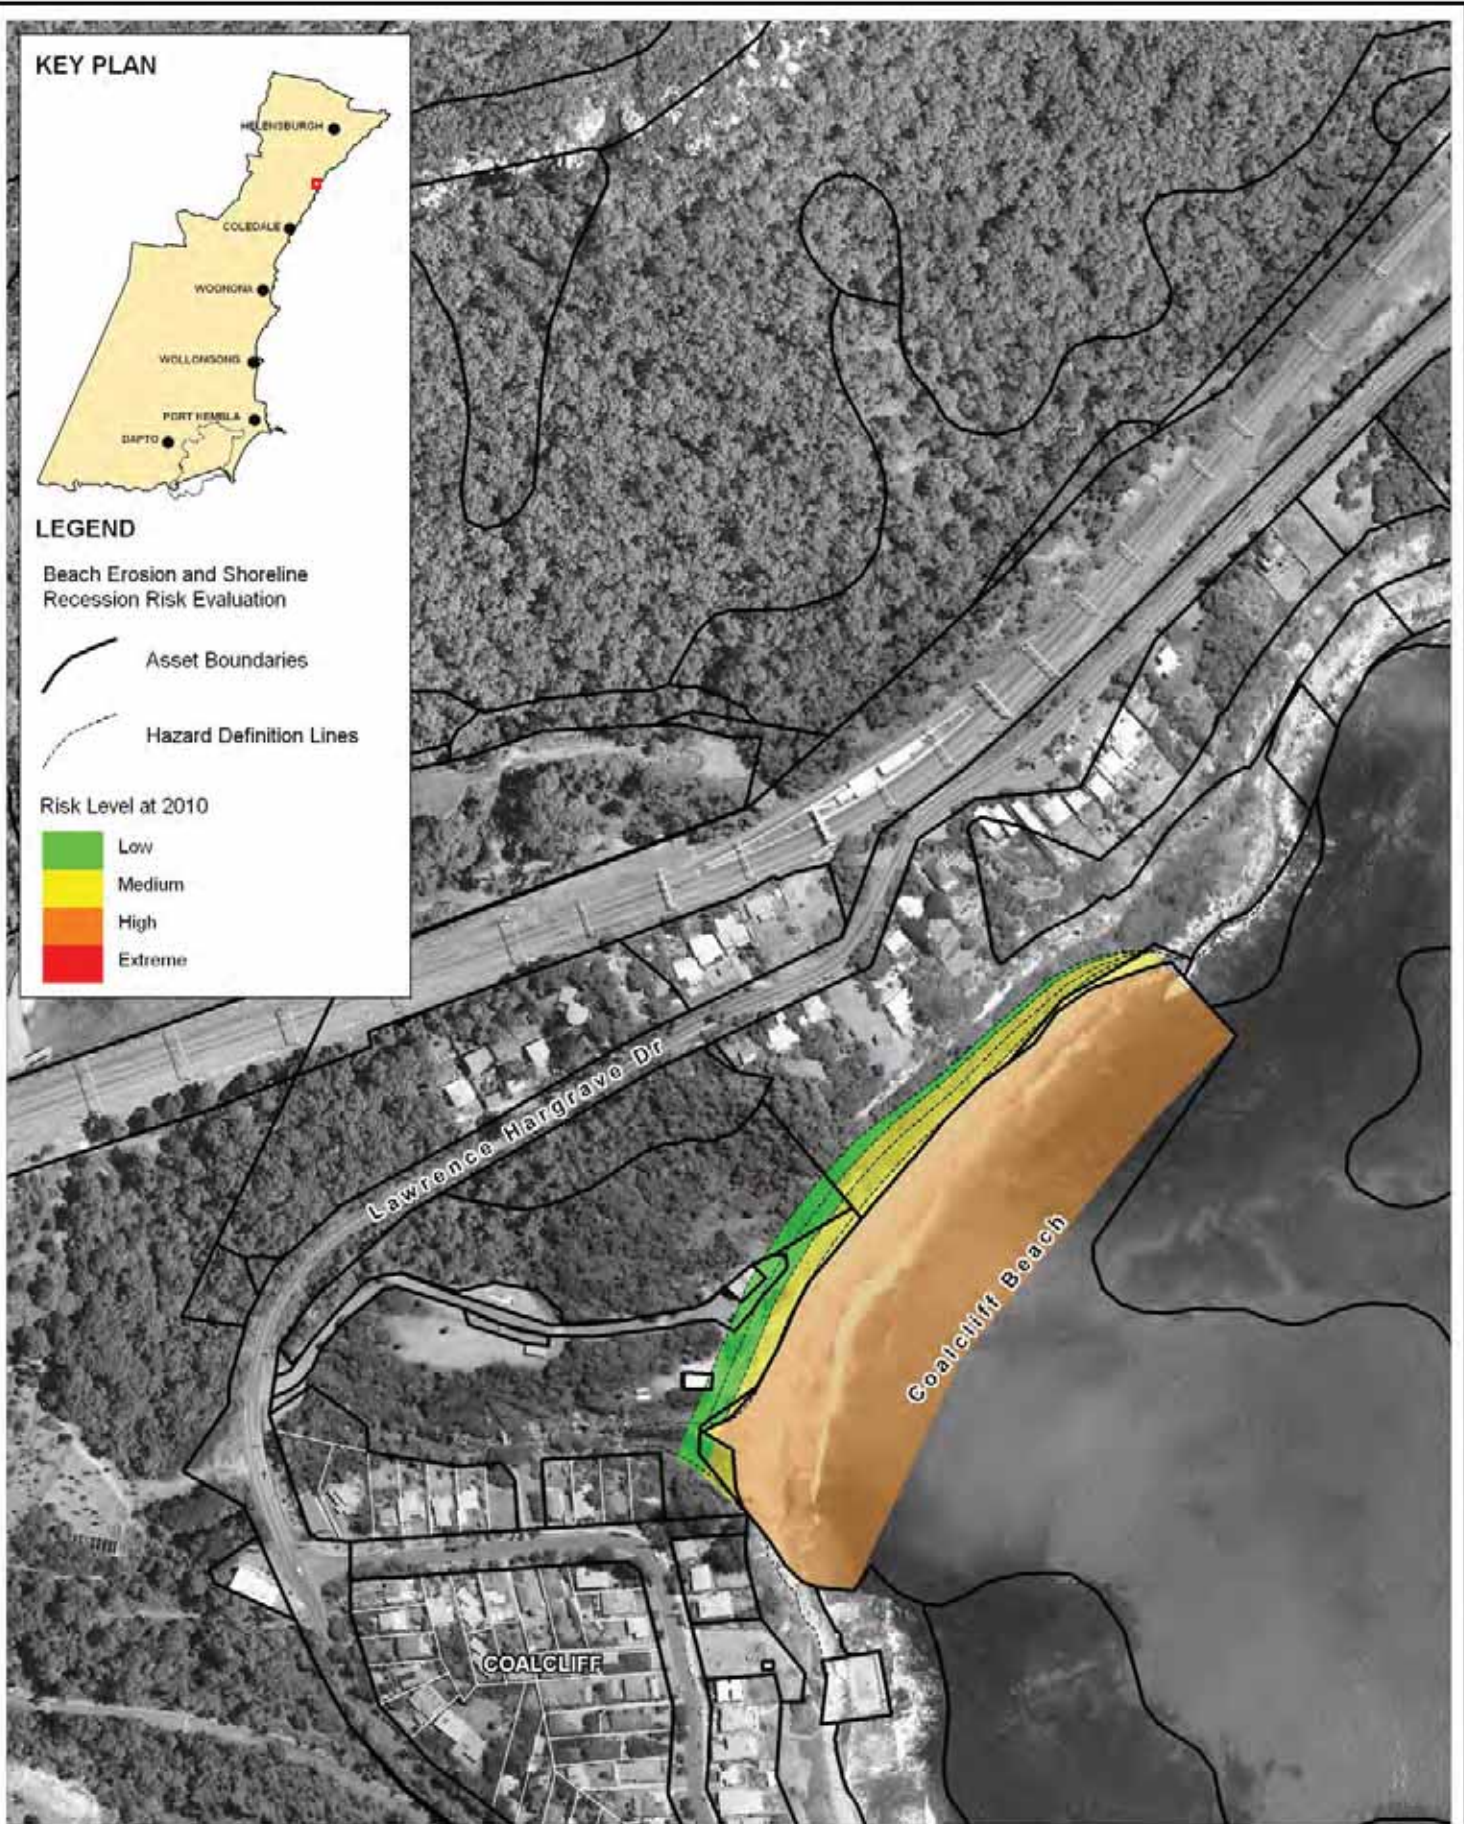 KEY PLAN
HELENSBURGH
COLEDALE
WOONONA
WOLLONGONG
PORT KEMBLA
DAPTO
LEGEND
Beach Erosion and Shoreline
Recession Risk Evaluation
Asset Boundaries
Hazard Definition Lines
Risk Level at 2010
Low
Medium
High
Extreme
Lawrence Hargrave Dr
Coalcliff Beach
COALCLIFF